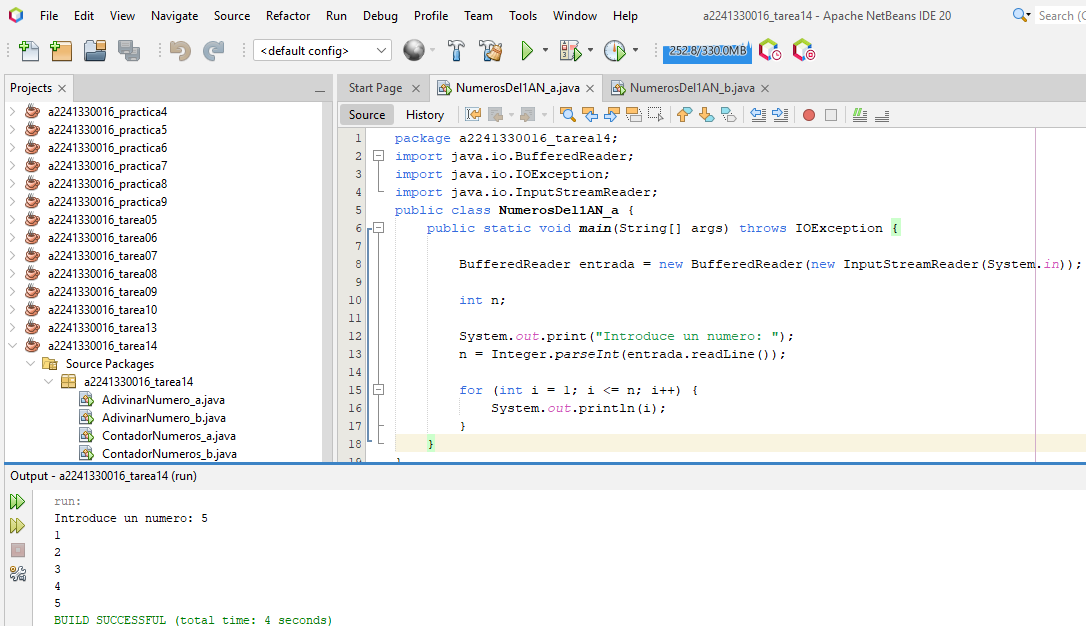 File Edit View Navigate Source Refactor Run Debug Profile Team Tools Window Help a2241330016_tarea14 - Apache NetBeans IDE 20 Search (C
<default config> 252.8/330.0MB
Projects
a2241330016_practica4
a2241330016_practica5
a2241330016_practica6
a2241330016_practica7
a2241330016_practica8
a2241330016_practica9
a2241330016_tarea05
a2241330016_tarea06
a2241330016_tarea07
a2241330016_tarea08
a2241330016_tarea09
a2241330016_tarea10
a2241330016_tarea13
a2241330016_tarea14
Source Packages
a2241330016_tarea14
AdivinarNumero_a.java
AdivinarNumero_b.java
ContadorNumeros_a.java
ContadorNumeros_b.java
Start Page NumerosDel1AN_a.java NumerosDel1AN_b.java
Source History
1 package a2241330016_tarea14;
2 import java.io.BufferedReader;
3 import java.io.IOException;
4 import java.io.InputStreamReader;
5 public class NumerosDel1AN_a {
6 public static void main(String[] args) throws IOException {
7
8 BufferedReader entrada = new BufferedReader(new InputStreamReader(System.in));
9
10 int n;
11
12 System.out.print("Introduce un numero: ");
13 n = Integer.parseInt(entrada.readLine());
14
15 for (int i = 1; i <= n; i++) {
16 System.out.println(i);
17 }
18 }
19 }
Output - a2241330016_tarea14 (run)
run:
Introduce un numero: 5
1
2
3
4
5
BUILD SUCCESSFUL (total time: 4 seconds)